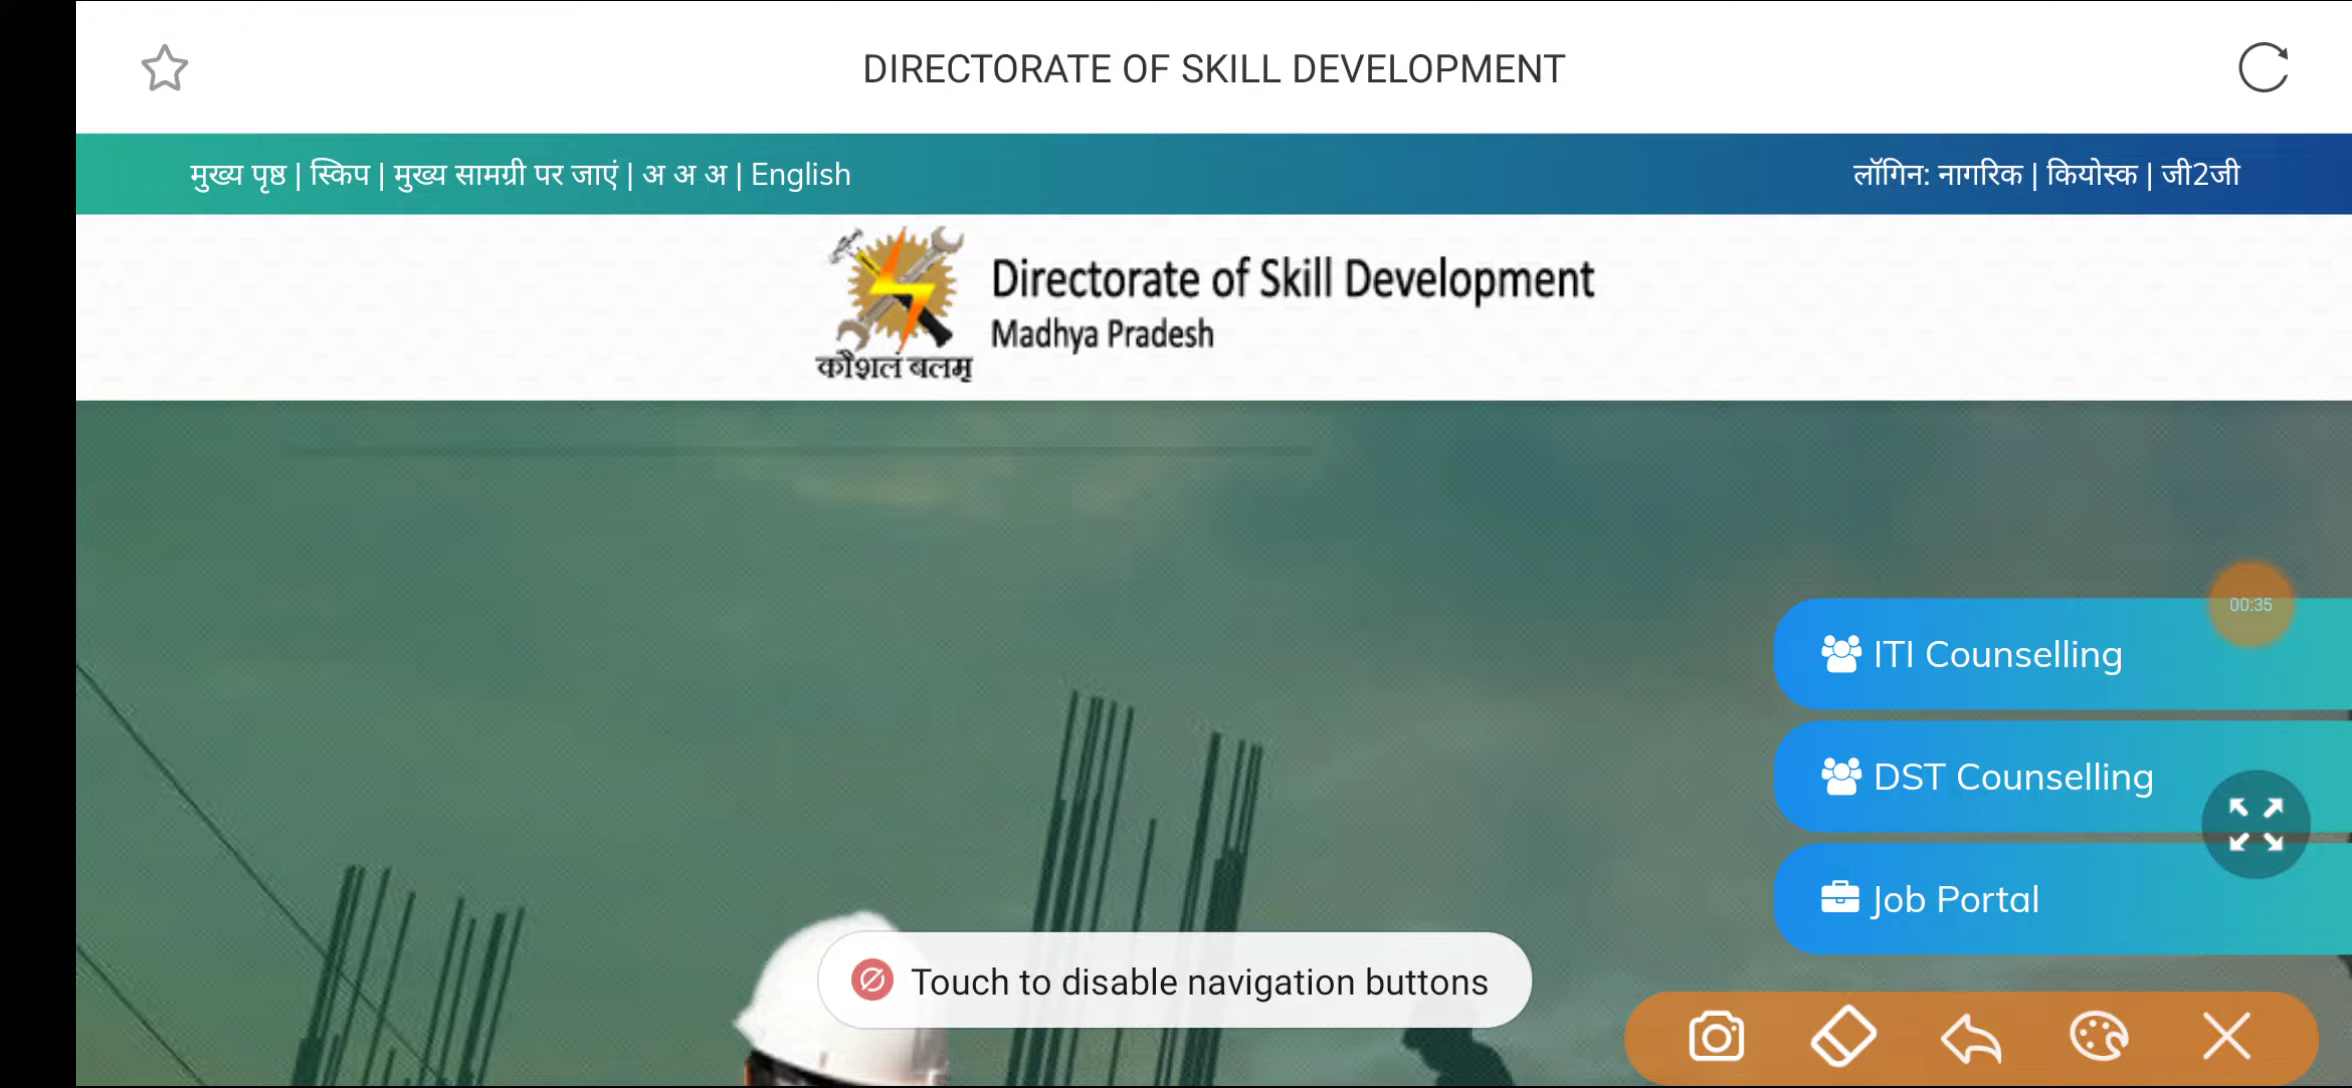 DIRECTORATE OF SKILL DEVELOPMENT
मुख्य पृष्ठ | स्किप | मुख्य सामग्री पर जाएं | अ अ अ | English
लॉगिन: नागरिक | कियोस्क | जी2जी
Directorate of Skill Development
Madhya Pradesh
कौशलं बलम्
00:35
ITI Counselling
DST Counselling
Job Portal
Touch to disable navigation buttons